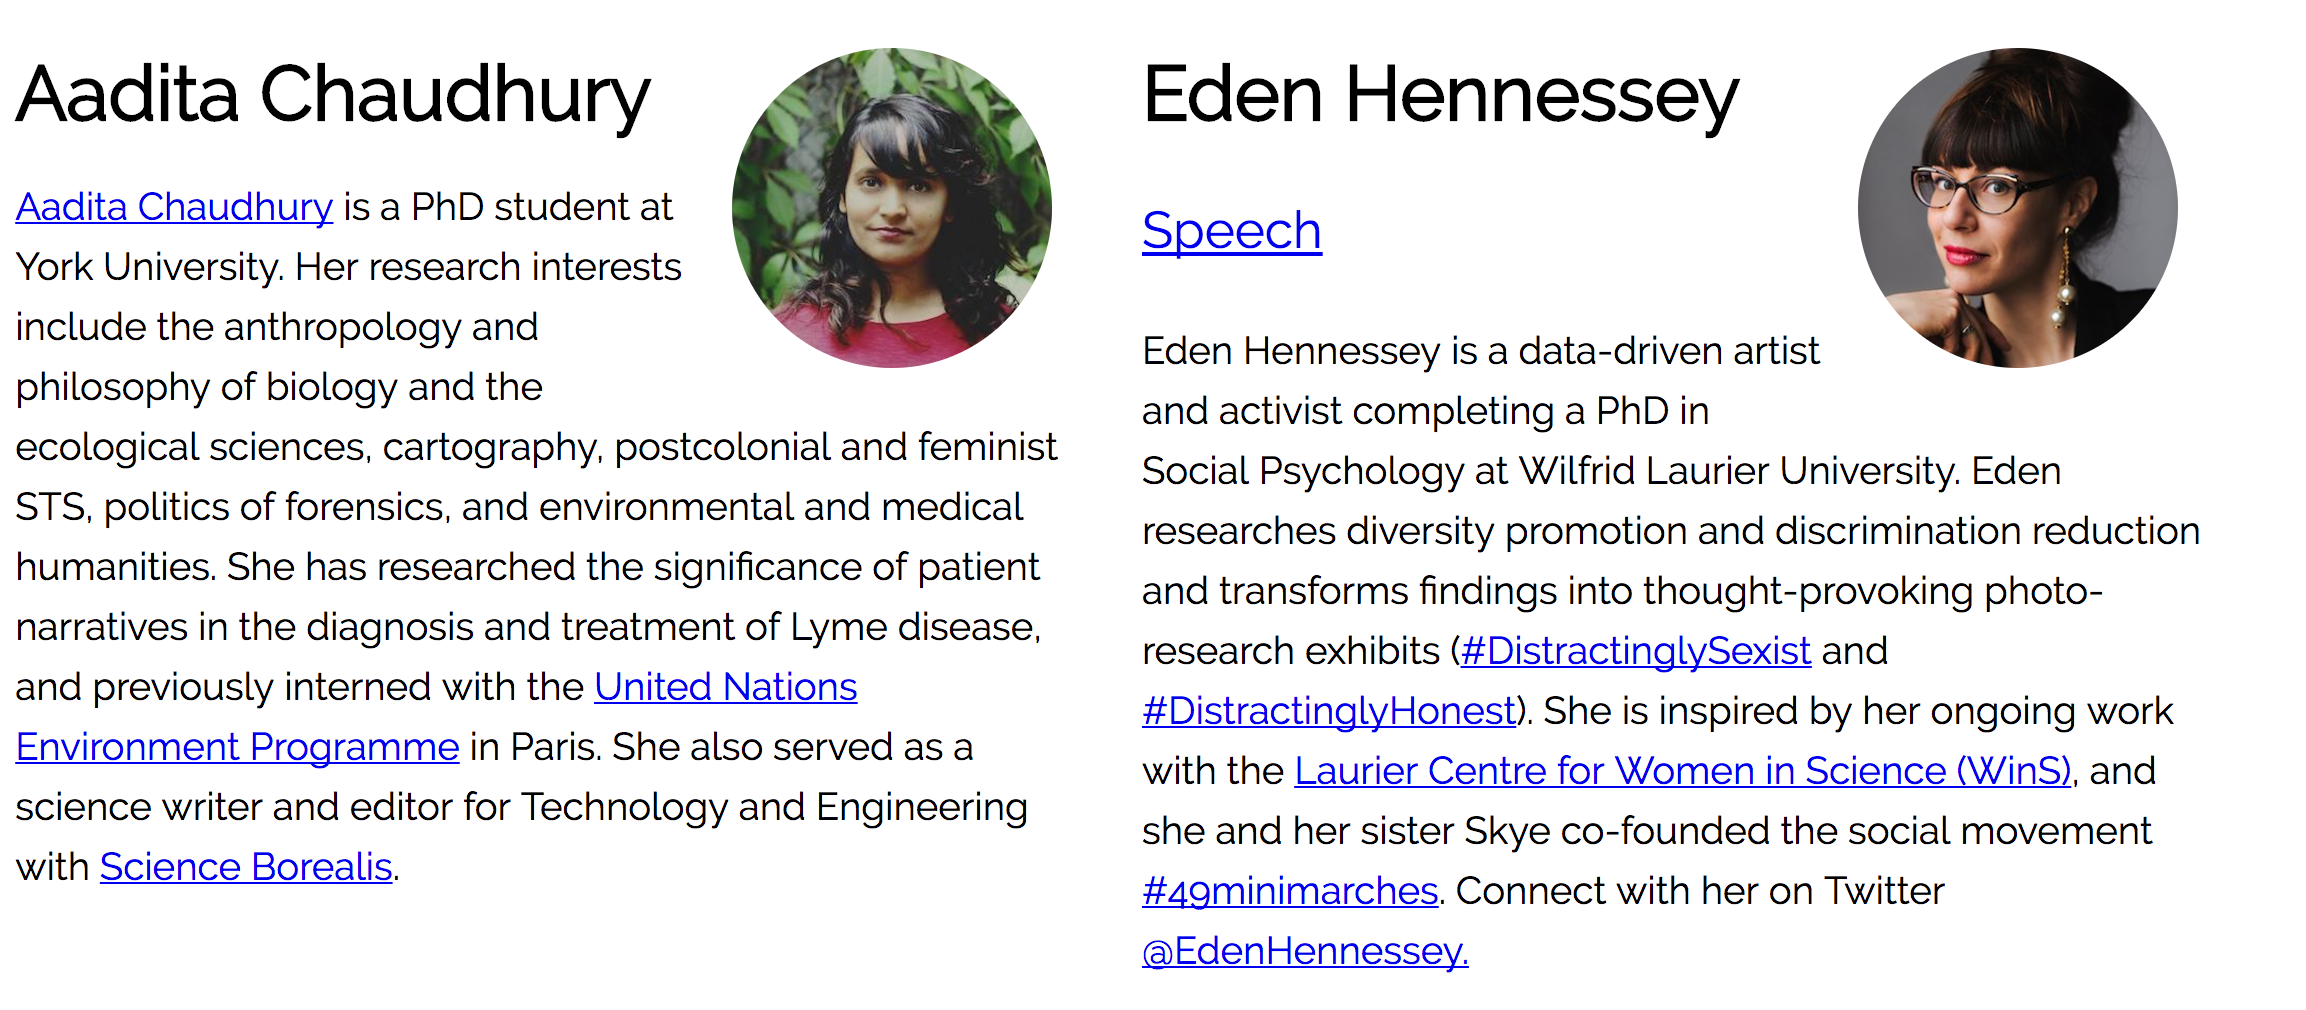 Aadita Chaudhury
Aadita Chaudhury is a PhD student at
York University. Her research interests
include the anthropology and
philosophy of biology and the
ecological sciences, cartography, postcolonial and feminist
STS, politics of forensics, and environmental and medical
humanities. She has researched the significance of patient
narratives in the diagnosis and treatment of Lyme disease,
and previously interned with the United Nations
Environment Programme in Paris. She also served as a
science writer and editor for Technology and Engineering
with Science Borealis.
Eden Hennessey
Speech
Eden Hennessey is a data-driven artist
and activist completing a PhD in
Social Psychology at Wilfrid Laurier University. Eden
researches diversity promotion and discrimination reduction
and transforms findings into thought-provoking photo-
research exhibits (#DistractinglySexist and
#DistractinglyHonest). She is inspired by her ongoing work
with the Laurier Centre for Women in Science (WinS), and
she and her sister Skye co-founded the social movement
#49minimarches. Connect with her on Twitter
@EdenHennessey.